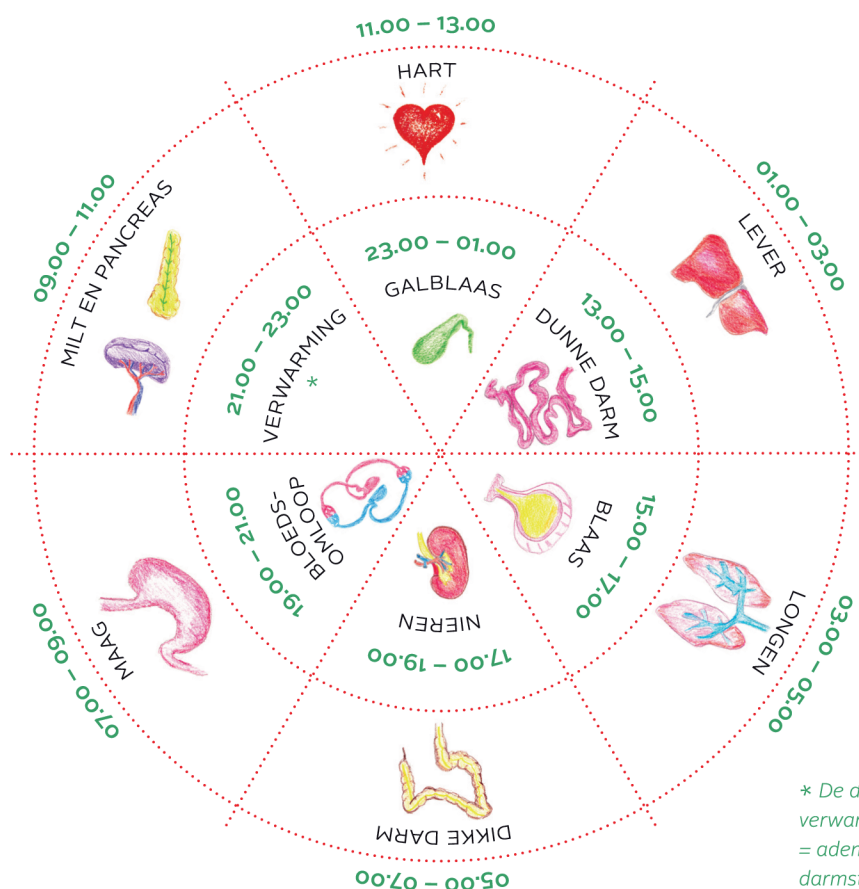 11.00 – 13.00
HART
01.00 – 03.00
LEVER
03.00 – 05.00
LONGEN
05.00 – 07.00
DIKKE DARM
07.00 – 09.00
MAAG
09.00 – 11.00
MILT EN PANCREAS
23.00 – 01.00
GALBLAAS
13.00 – 15.00
DUNNE DARM
15.00 – 17.00
BLAAS
17.00 – 19.00
NIEREN
19.00 – 21.00
BLOEDS-
OMLOOP
21.00 – 23.00
VERWARMING
*
* De